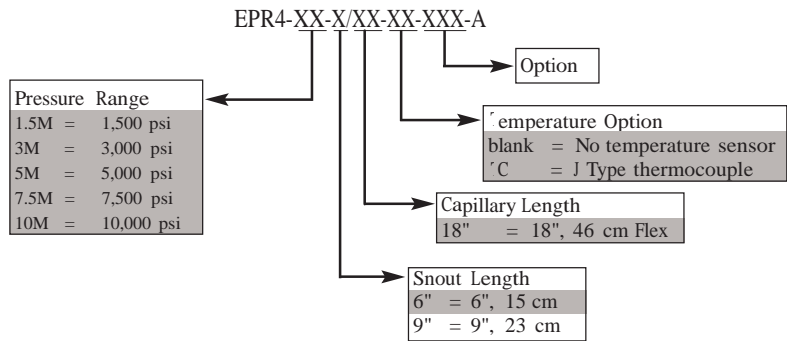 EPR4-XX-X/XX-XX-XXX-A
Option
Pressure Range
1.5M = 1,500 psi
3M = 3,000 psi
5M = 5,000 psi
7.5M = 7,500 psi
10M = 10,000 psi
Temperature Option
blank = No temperature sensor
TC = J Type thermocouple
Capillary Length
18" = 18", 46 cm Flex
Snout Length
6" = 6", 15 cm
9" = 9", 23 cm